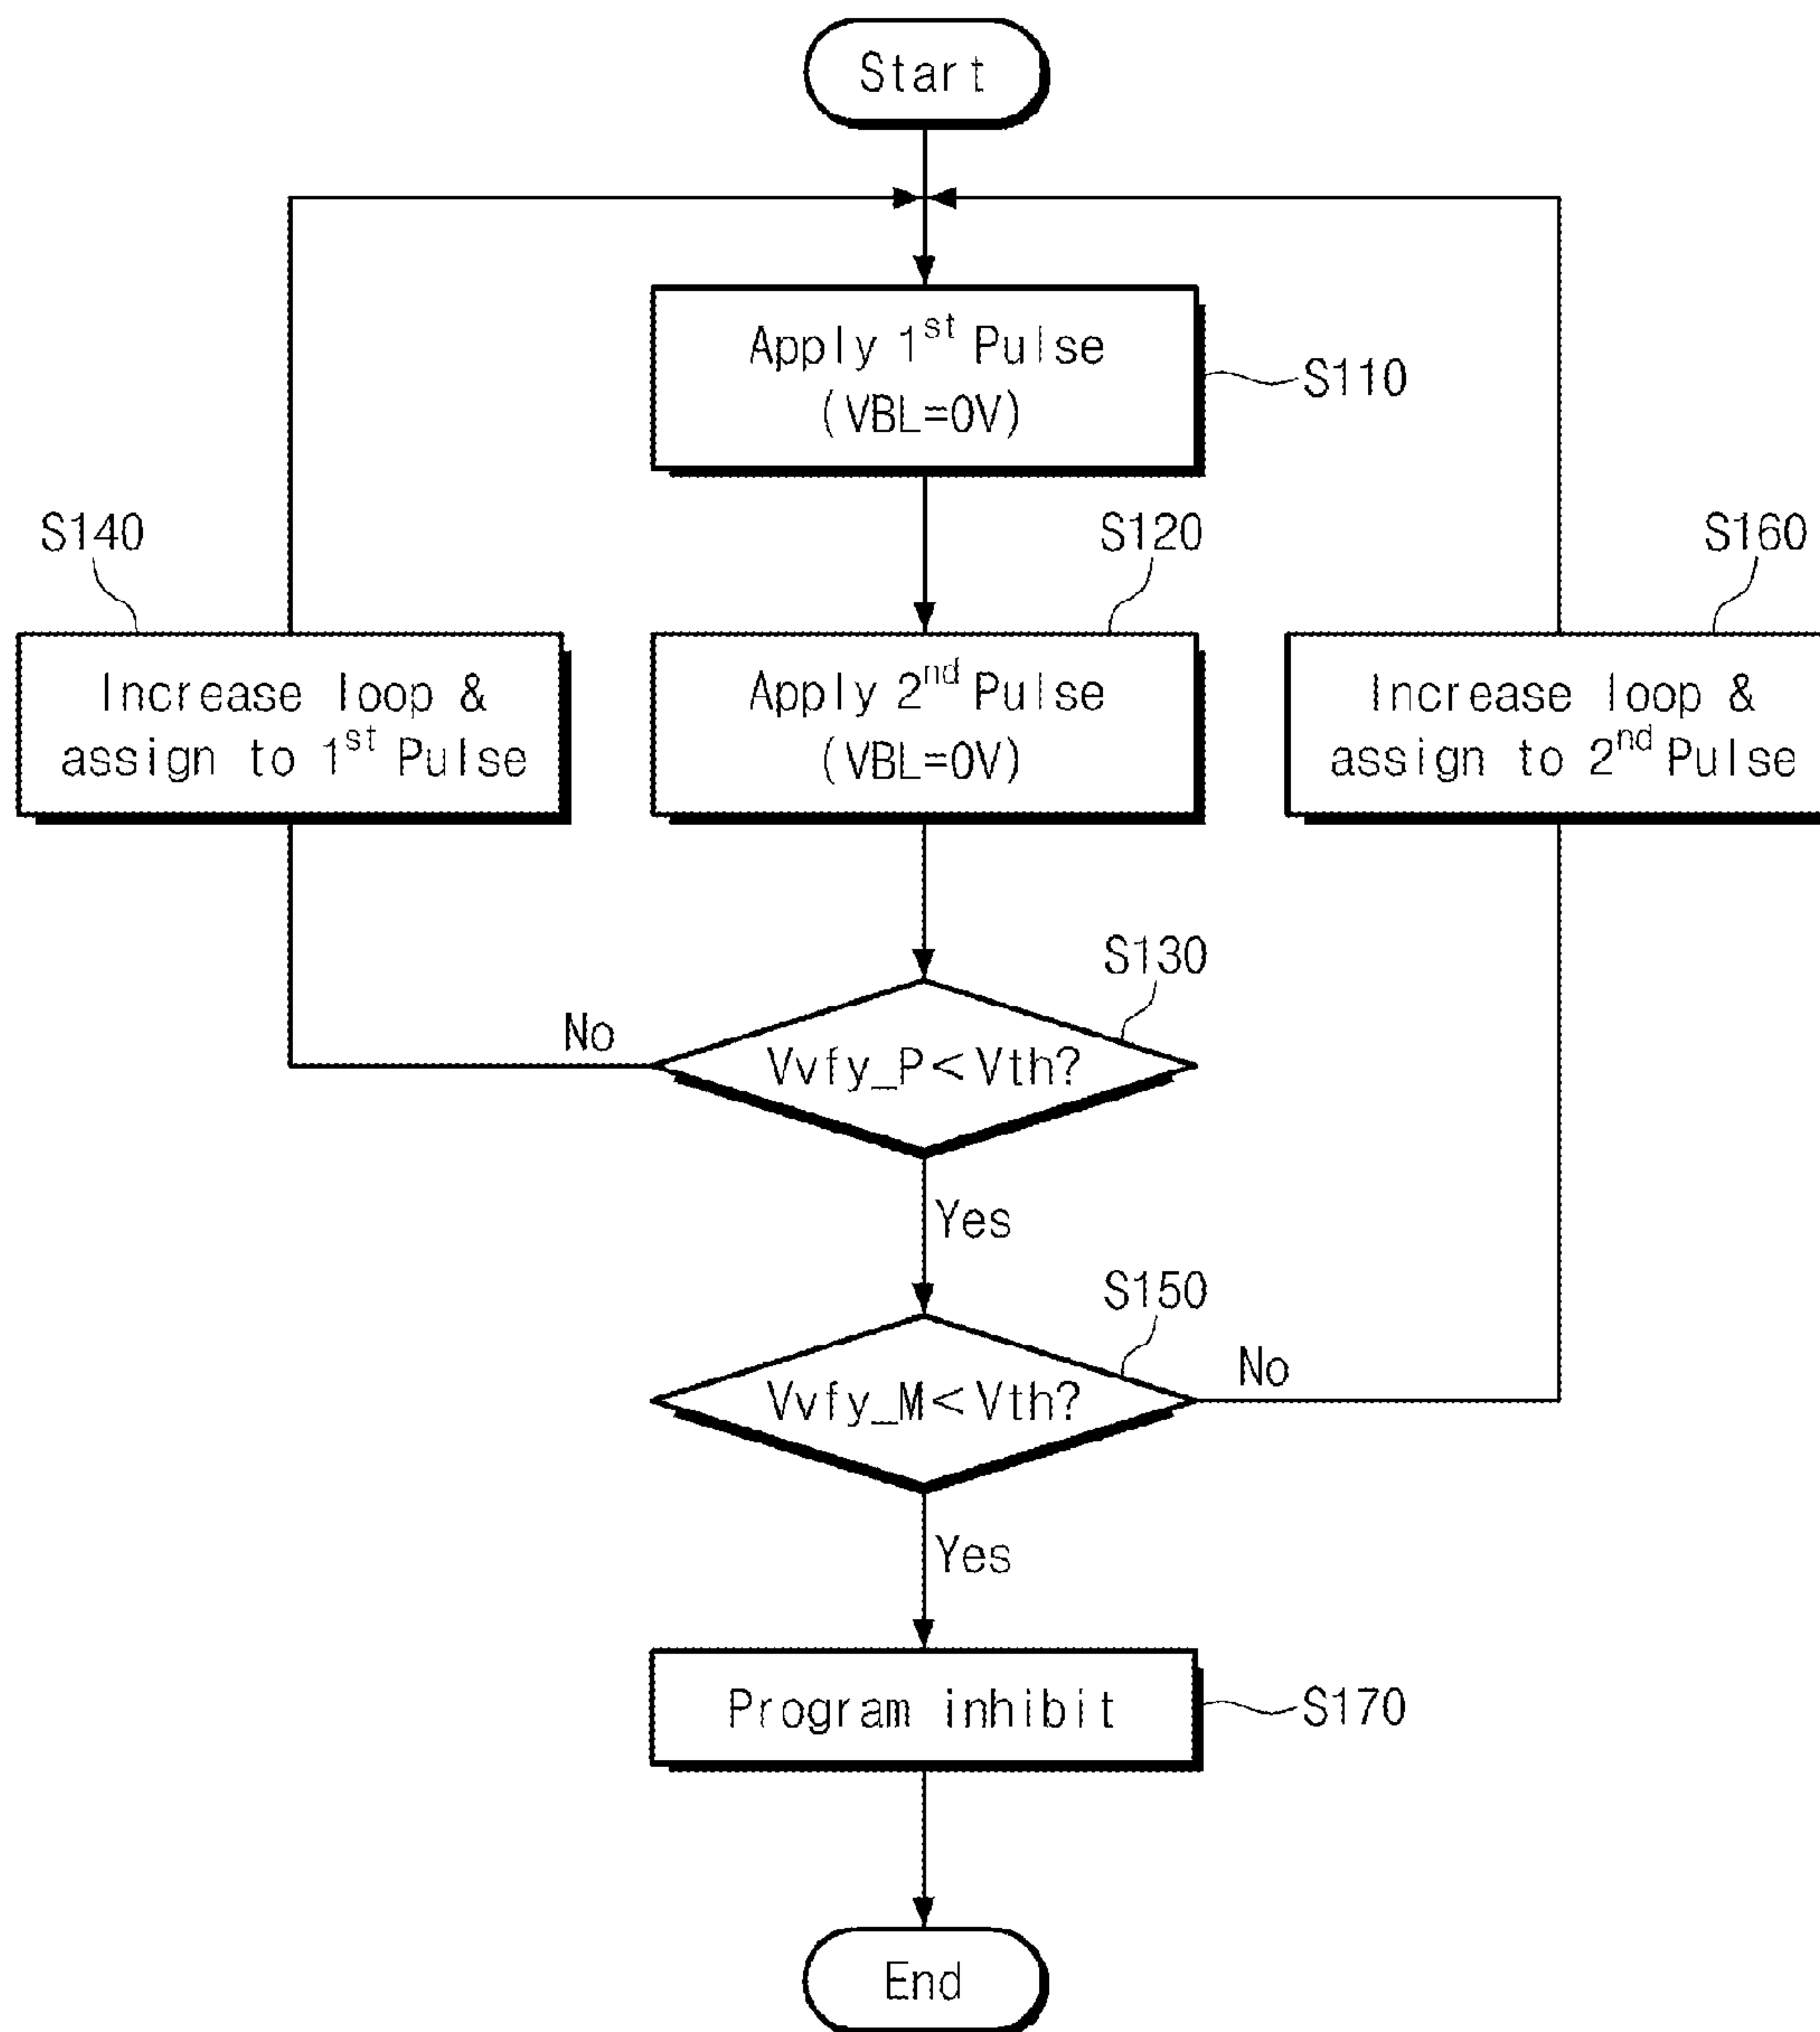 Start
Apply 1st Pulse
(VBL=0V)
S110
S140
S120
S160
Increase loop &
assign to 1st Pulse
Apply 2nd Pulse
(VBL=0V)
Increase loop &
assign to 2nd Pulse
S130
No
Vvfy_P<Vth?
Yes
S150
Vvfy_M<Vth?
No
Yes
Program inhibit
S170
End